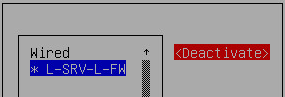 Wired ↑ <Deactivate>
* L-SRV-L-FW